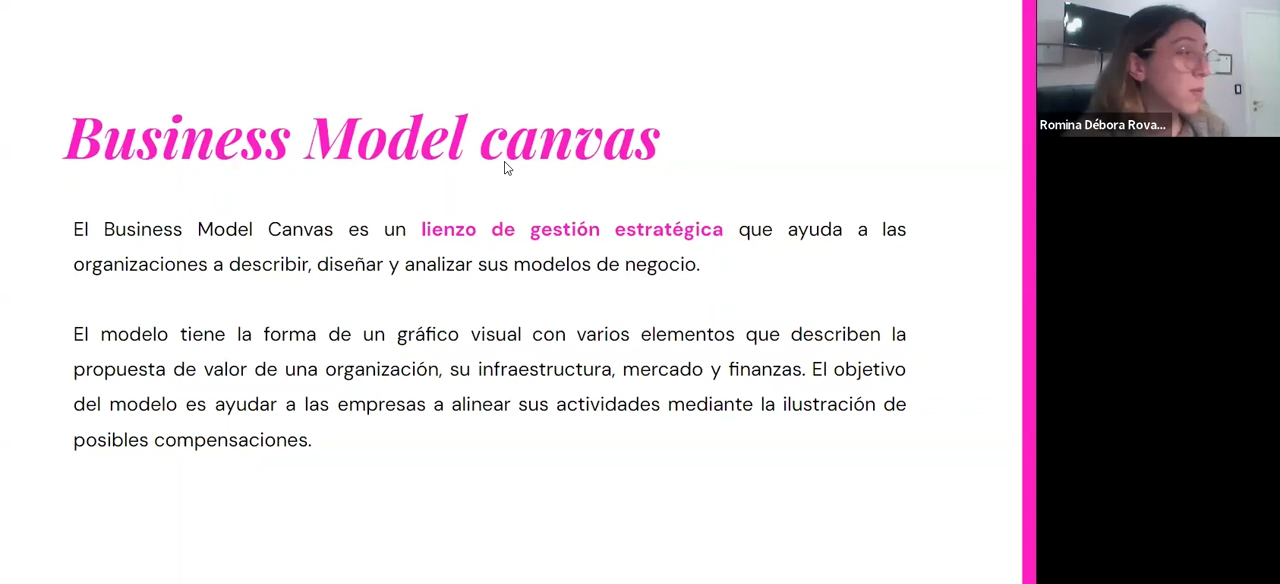 Business Model canvas
El Business Model Canvas es un lienzo de gestión estratégica que ayuda a las
organizaciones a describir, diseñar y analizar sus modelos de negocio.
El modelo tiene la forma de un gráfico visual con varios elementos que describen la
propuesta de valor de una organización, su infraestructura, mercado y finanzas. El objetivo
del modelo es ayudar a las empresas a alinear sus actividades mediante la ilustración de
posibles compensaciones.
Romina Débora Rova...